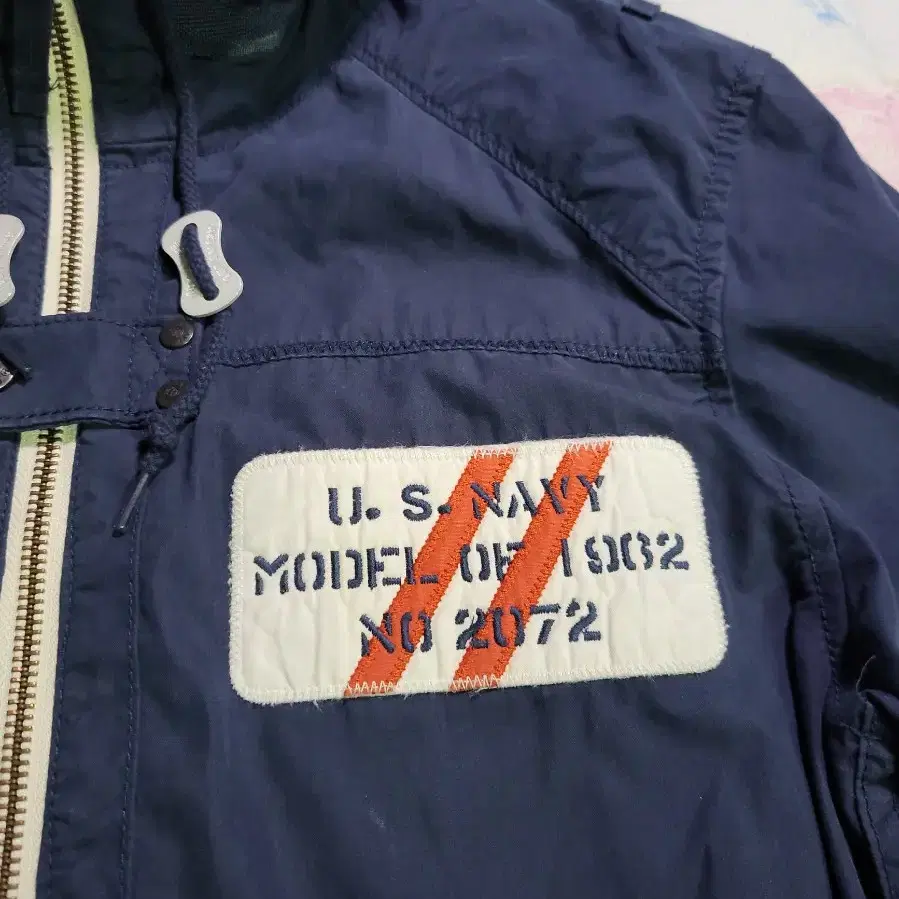 U. S. NAVY
MODEL OF 1962
NO 2072